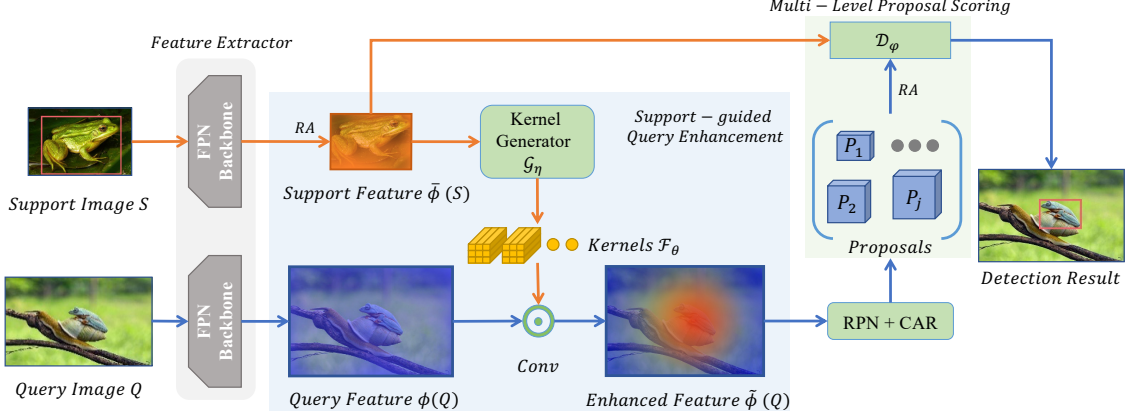 Multi − Level Proposal Scoring
Feature Extractor
𝒟φ
FPN
Backbone
RA
Kernel
Generator
𝒢η
Support − guided
Query Enhancement
RA
P1
P2
Pj
Support Image S
Support Feature ϕ̄ (S)
Kernels ℱθ
Proposals
Detection Result
FPN
Backbone
RPN + CAR
Conv
Query Image Q
Query Feature ϕ(Q)
Enhanced Feature ϕ̃ (Q)